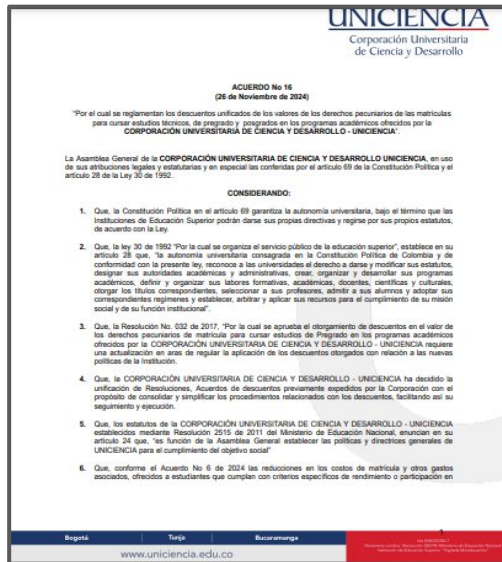 UNICIENCIA
Corporación Universitaria
de Ciencia y Desarrollo
ACUERDO No 16
(26 de Noviembre de 2024)
"Por el cual se reglamentan los descuentos unificados de los valores de los derechos pecuniarios de las matrículas
para cursar estudios técnicos, de pregrado y posgrados en los programas académicos ofrecidos por la
CORPORACIÓN UNIVERSITARIA DE CIENCIA Y DESARROLLO - UNICIENCIA".
La Asamblea General de la CORPORACIÓN UNIVERSITARIA DE CIENCIA Y DESARROLLO UNICIENCIA, en uso
de sus atribuciones legales y estatutarias y en especial las conferidas por el artículo 69 de la Constitución Política y el
artículo 28 de la Ley 30 de 1992.
CONSIDERANDO:
1. Que, la Constitución Política en el artículo 69 garantiza la autonomía universitaria, bajo el término que las
Instituciones de Educación Superior podrán darse sus propias directivas y regirse por sus propios estatutos,
de acuerdo con la Ley.
2. Que, la ley 30 de 1992 "Por la cual se organiza el servicio público de la educación superior", establece en su
artículo 28 que, "la autonomía universitaria consagrada en la Constitución Política de Colombia y de
conformidad con la presente ley, reconoce a las universidades el derecho a darse y modificar sus estatutos,
designar sus autoridades académicas y administrativas, crear, organizar y desarrollar sus programas
académicos, definir y organizar sus labores formativas, académicas, docentes, científicas y culturales,
otorgar los títulos correspondientes, seleccionar a sus profesores, admitir a sus alumnos y adoptar sus
correspondientes regímenes y establecer, arbitrar y aplicar sus recursos para el cumplimiento de su misión
social y de su función institucional".
3. Que, la Resolución No. 032 de 2017, "Por la cual se aprueba el otorgamiento de descuentos en el valor de
los derechos pecuniarios de matrícula para cursar estudios de Pregrado en los programas académicos
ofrecidos por la CORPORACIÓN UNIVERSITARIA DE CIENCIA Y DESARROLLO - UNICIENCIA requiere
una actualización en aras de regular la aplicación de los descuentos otorgados con relación a las nuevas
políticas de la Institución.
4. Que, la CORPORACIÓN UNIVERSITARIA DE CIENCIA Y DESARROLLO - UNICIENCIA ha decidido la
unificación de Resoluciones, Acuerdos de descuentos previamente expedidos por la Corporación con el
propósito de consolidar y simplificar los procedimientos relacionados con los descuentos, facilitando así su
seguimiento y ejecución.
5. Que, los estatutos de la CORPORACIÓN UNIVERSITARIA DE CIENCIA Y DESARROLLO - UNICIENCIA
establecidos mediante Resolución 2515 de 2011 del Ministerio de Educación Nacional, enuncian en su
artículo 24 que, "es función de la Asamblea General establecer las políticas y directrices generales de
UNICIENCIA para el cumplimiento del objetivo social"
6. Que, conforme el Acuerdo No 6 de 2024 las reducciones en los costos de matrícula y otros gastos
asociados, ofrecidos a estudiantes que cumplan con criterios específicos de rendimiento o participación en
1
Bogotá Tunja Bucaramanga
www.uniciencia.edu.co